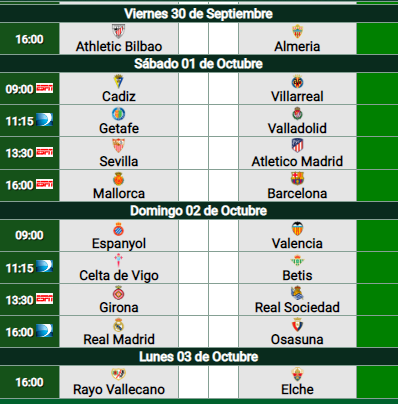 Viernes 30 de Septiembre
16:00 Athletic Bilbao Almeria
Sábado 01 de Octubre
09:00 ESPN Cadiz Villarreal
11:15 Getafe Valladolid
13:30 ESPN Sevilla Atletico Madrid
16:00 ESPN Mallorca Barcelona
Domingo 02 de Octubre
09:00 Espanyol Valencia
11:15 Celta de Vigo Betis
13:30 ESPN Girona Real Sociedad
16:00 Real Madrid Osasuna
Lunes 03 de Octubre
16:00 Rayo Vallecano Elche